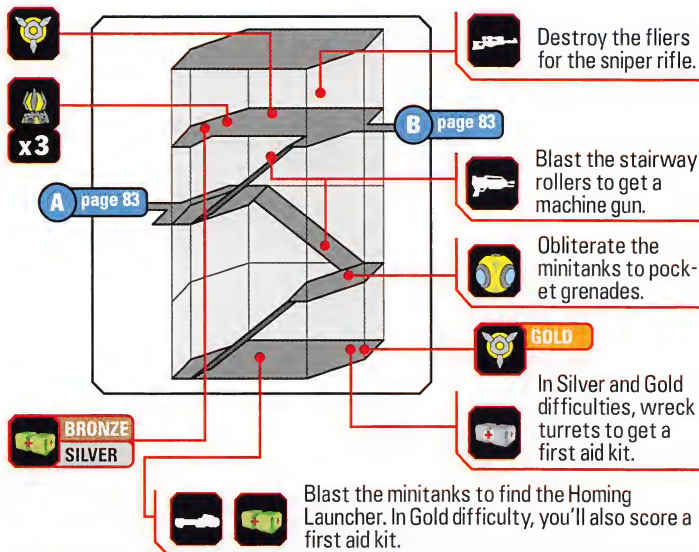 Destroy the fliers
for the sniper rifle.
x3
B page 83
Blast the stairway
rollers to get a
machine gun.
A page 83
Obliterate the
minitanks to pock-
et grenades.
GOLD
In Silver and Gold
difficulties, wreck
turrets to get a
first aid kit.
BRONZE
SILVER
Blast the minitanks to find the Homing
Launcher. In Gold difficulty, you'll also score a
first aid kit.